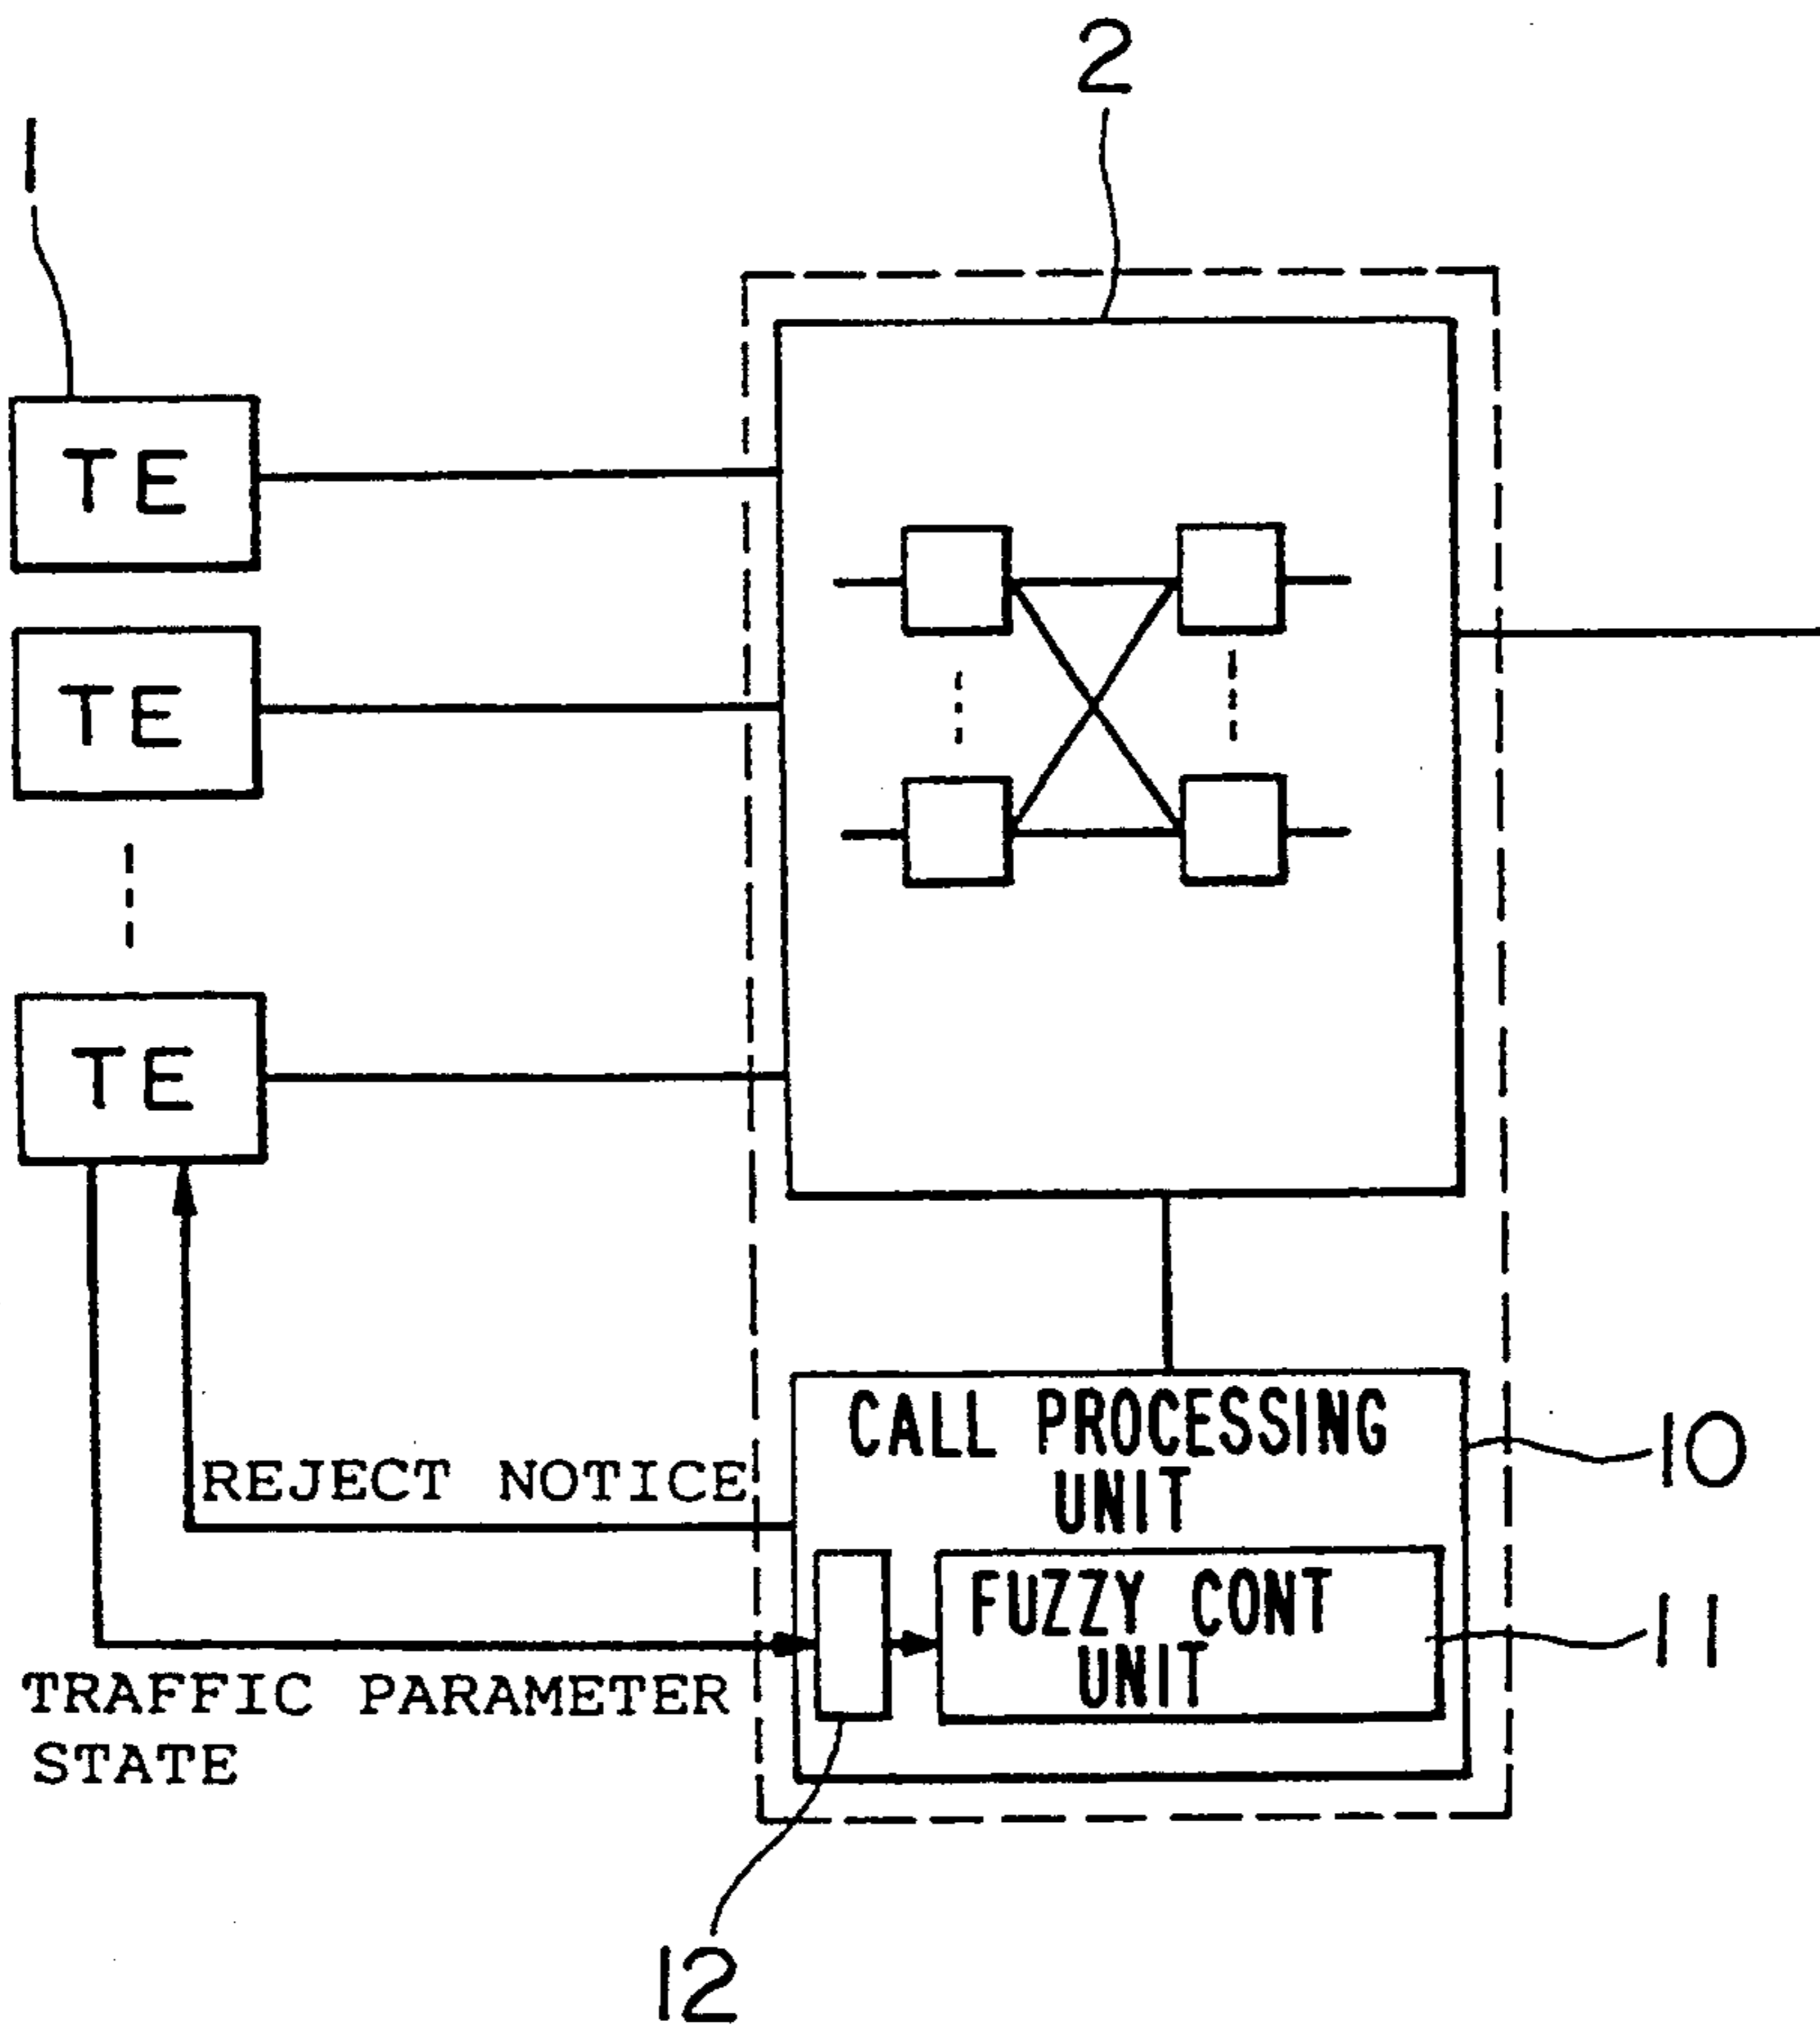 2
1
TE
TE
TE
CALL PROCESSING
UNIT
10
REJECT NOTICE
FUZZY CONT
UNIT
11
TRAFFIC PARAMETER
STATE
12